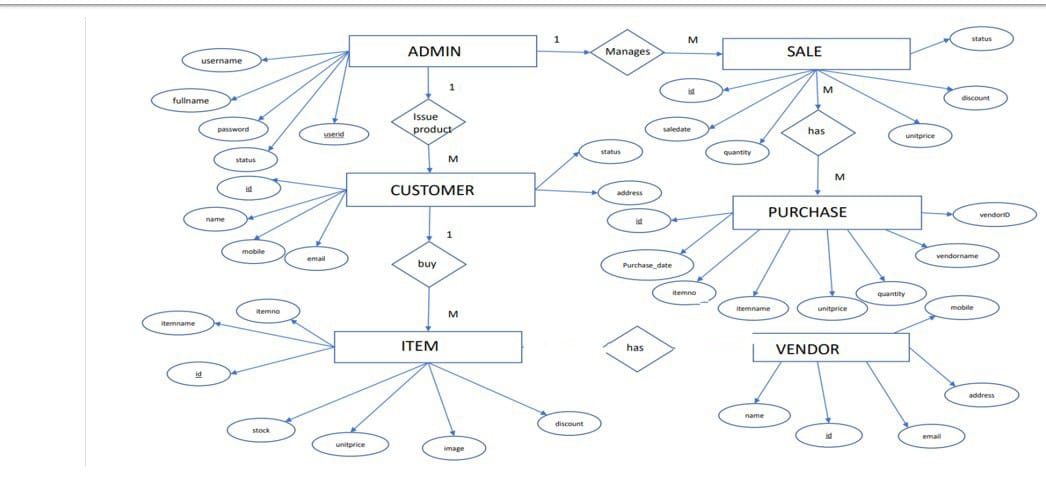 ADMIN
1
Manages
M
SALE
status
username
fullname
password
status
userid
1
Issue
product
M
id
saledate
quantity
M
has
unitprice
discount
M
CUSTOMER
id
name
mobile
email
status
address
1
buy
M
PURCHASE
id
Purchase_date
itemno
itemname
unitprice
quantity
vendorname
vendorID
ITEM
itemname
itemno
id
stock
unitprice
image
discount
has
VENDOR
mobile
address
name
id
email